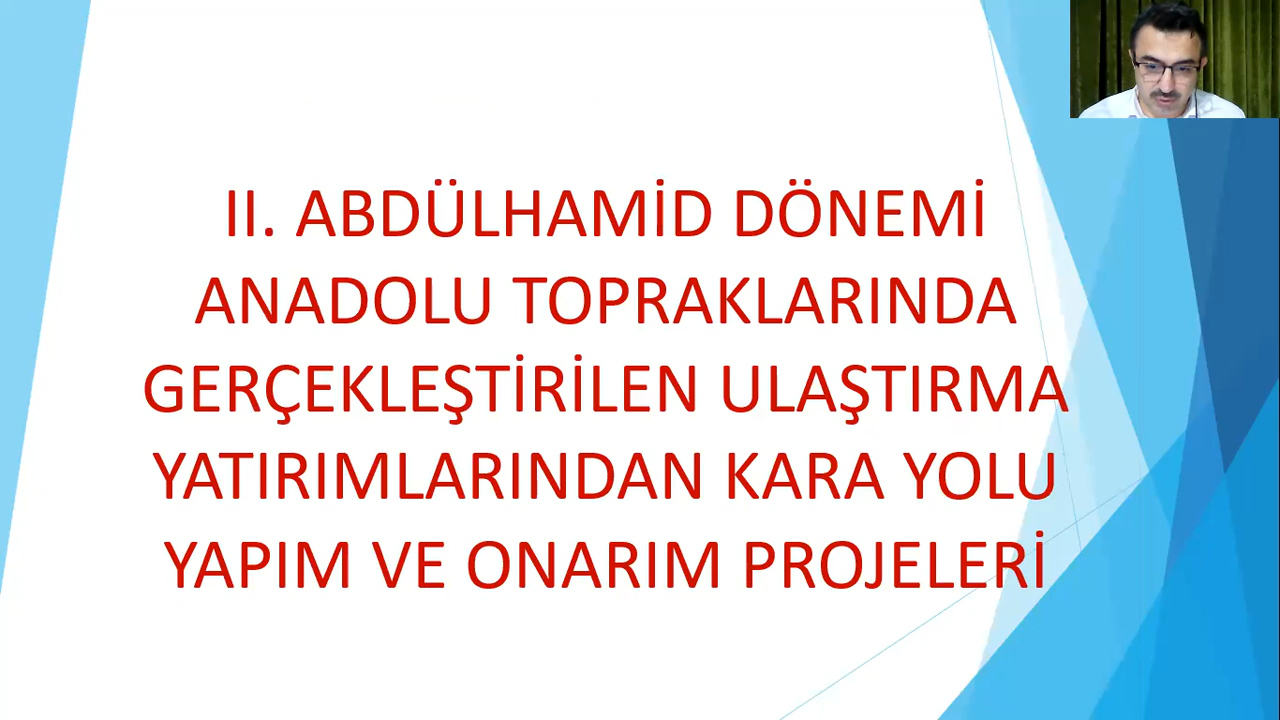 II. ABDÜLHAMİD DÖNEMİ
ANADOLU TOPRAKLARINDA
GERÇEKLEŞTİRİLEN ULAŞTIRMA
YATIRIMLARINDAN KARA YOLU
YAPIM VE ONARIM PROJELERİ